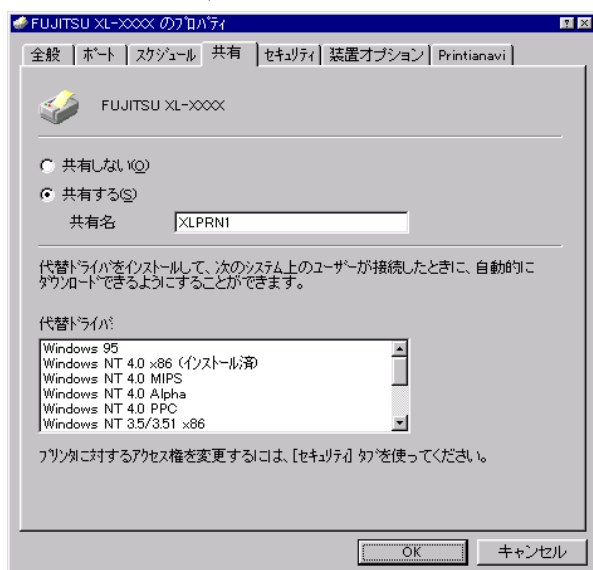 FUJITSU XL-XXXX のプロパティ
全般 ポート スケジュール 共有 セキュリティ 装置オプション Printianavi
FUJITSU XL-XXXX
共有しない(O)
共有する(S)
共有名 XLPRN1
代替ドライバをインストールして、次のシステム上のユーザーが接続したときに、自動的に
ダウンロードできるようにすることができます。
代替ドライバ:
Windows 95
Windows NT 4.0 x86 (インストール済)
Windows NT 4.0 MIPS
Windows NT 4.0 Alpha
Windows NT 4.0 PPC
Windows NT 3.5/3.51 x86
プリンタに対するアクセス権を変更するには、[セキュリティ] タブを使ってください。
OK キャンセル